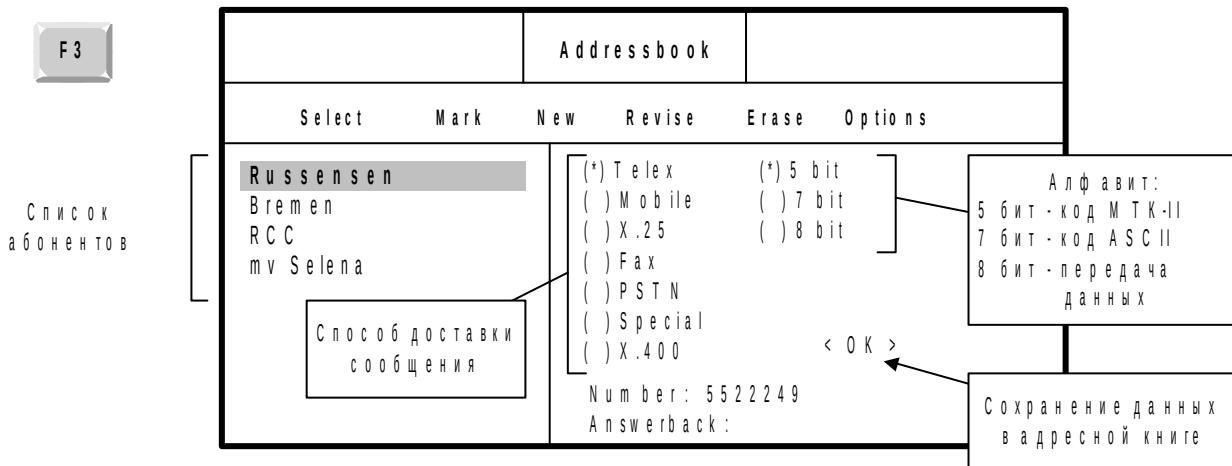 F3
Addressbook
Select Mark New Revise Erase Options
Список
абонентов
Russensen
Bremen
RCC
mv Selena
Способ доставки
сообщения
(*) Telex (*) 5 bit
( ) Mobile ( ) 7 bit
( ) X.25 ( ) 8 bit
( ) Fax
( ) PSTN
( ) Special
( ) X.400
< OK >
Number: 5522249
Answerback:
Алфавит:
5 бит - код МТК-II
7 бит - код ASCII
8 бит - передача
данных
Сохранение данных
в адресной книге